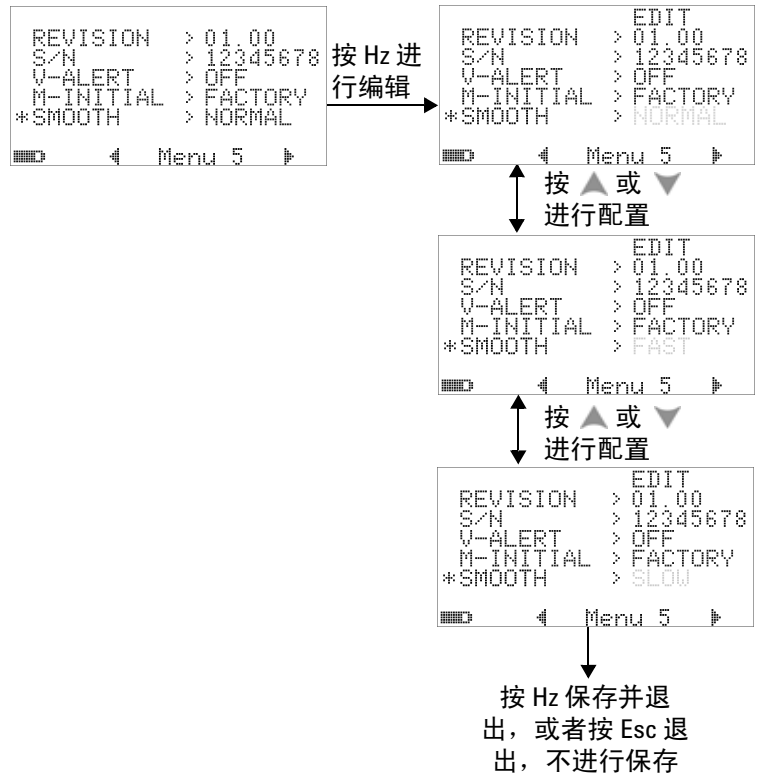 REVISION > 01.00
S/N > 12345678
V-ALERT > OFF
M-INITIAL > FACTORY
*SMOOTH > NORMAL
Menu 5
按 Hz 进
行编辑
EDIT
REVISION > 01.00
S/N > 12345678
V-ALERT > OFF
M-INITIAL > FACTORY
*SMOOTH > NORMAL
Menu 5
按 ▲ 或 ▼
进行配置
EDIT
REVISION > 01.00
S/N > 12345678
V-ALERT > OFF
M-INITIAL > FACTORY
*SMOOTH > FAST
Menu 5
按 ▲ 或 ▼
进行配置
EDIT
REVISION > 01.00
S/N > 12345678
V-ALERT > OFF
M-INITIAL > FACTORY
*SMOOTH > SLOW
Menu 5
按 Hz 保存并退
出，或者按 Esc 退
出，不进行保存